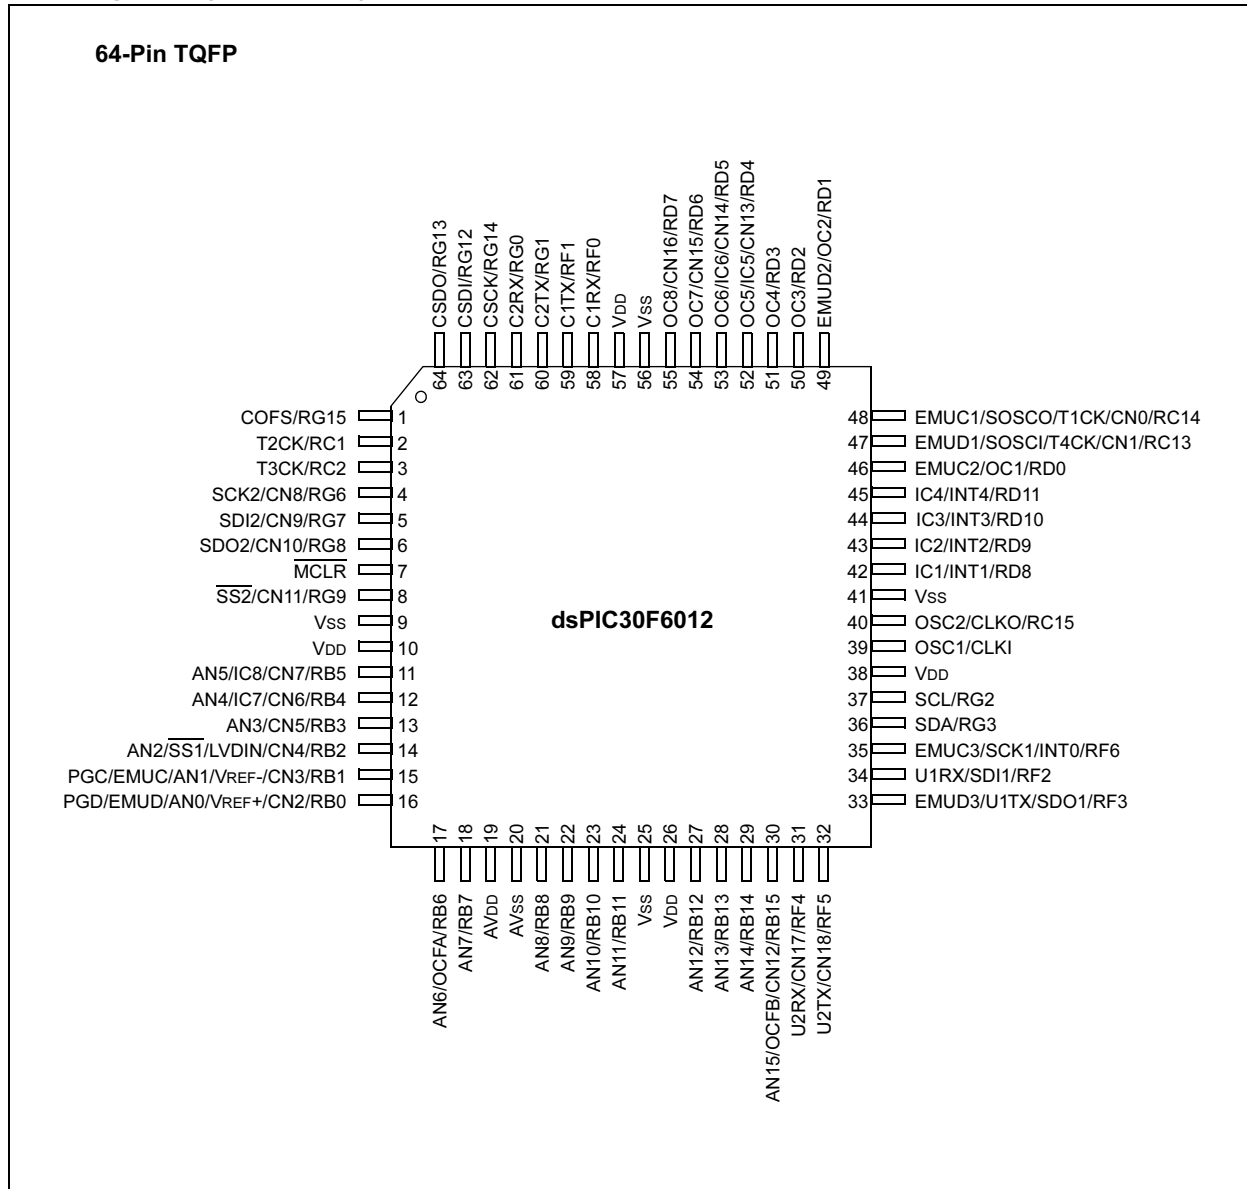 64-Pin TQFP
CSDO/RG13
CSDI/RG12
CSCK/RG14
C2RX/RG0
C2TX/RG1
C1TX/RF1
C1RX/RF0
VDD
VSS
OC8/CN16/RD7
OC7/CN15/RD6
OC6/IC6/CN14/RD5
OC5/IC5/CN13/RD4
OC4/RD3
OC3/RD2
EMUD2/OC2/RD1
64
63
62
61
60
59
58
57
56
55
54
53
52
51
50
49
COFS/RG15 1
T2CK/RC1 2
T3CK/RC2 3
SCK2/CN8/RG6 4
SDI2/CN9/RG7 5
SDO2/CN10/RG8 6
MCLR 7
SS2/CN11/RG9 8
VSS 9
VDD 10
AN5/IC8/CN7/RB5 11
AN4/IC7/CN6/RB4 12
AN3/CN5/RB3 13
AN2/SS1/LVDIN/CN4/RB2 14
PGC/EMUC/AN1/VREF-/CN3/RB1 15
PGD/EMUD/AN0/VREF+/CN2/RB0 16
dsPIC30F6012
48 EMUC1/SOSCO/T1CK/CN0/RC14
47 EMUD1/SOSCI/T4CK/CN1/RC13
46 EMUC2/OC1/RD0
45 IC4/INT4/RD11
44 IC3/INT3/RD10
43 IC2/INT2/RD9
42 IC1/INT1/RD8
41 VSS
40 OSC2/CLKO/RC15
39 OSC1/CLKI
38 VDD
37 SCL/RG2
36 SDA/RG3
35 EMUC3/SCK1/INT0/RF6
34 U1RX/SDI1/RF2
33 EMUD3/U1TX/SDO1/RF3
17
18
19
20
21
22
23
24
25
26
27
28
29
30
31
32
AN6/OCFA/RB6
AN7/RB7
AVDD
AVSS
AN8/RB8
AN9/RB9
AN10/RB10
AN11/RB11
VSS
VDD
AN12/RB12
AN13/RB13
AN14/RB14
AN15/OCFB/CN12/RB15
U2RX/CN17/RF4
U2TX/CN18/RF5